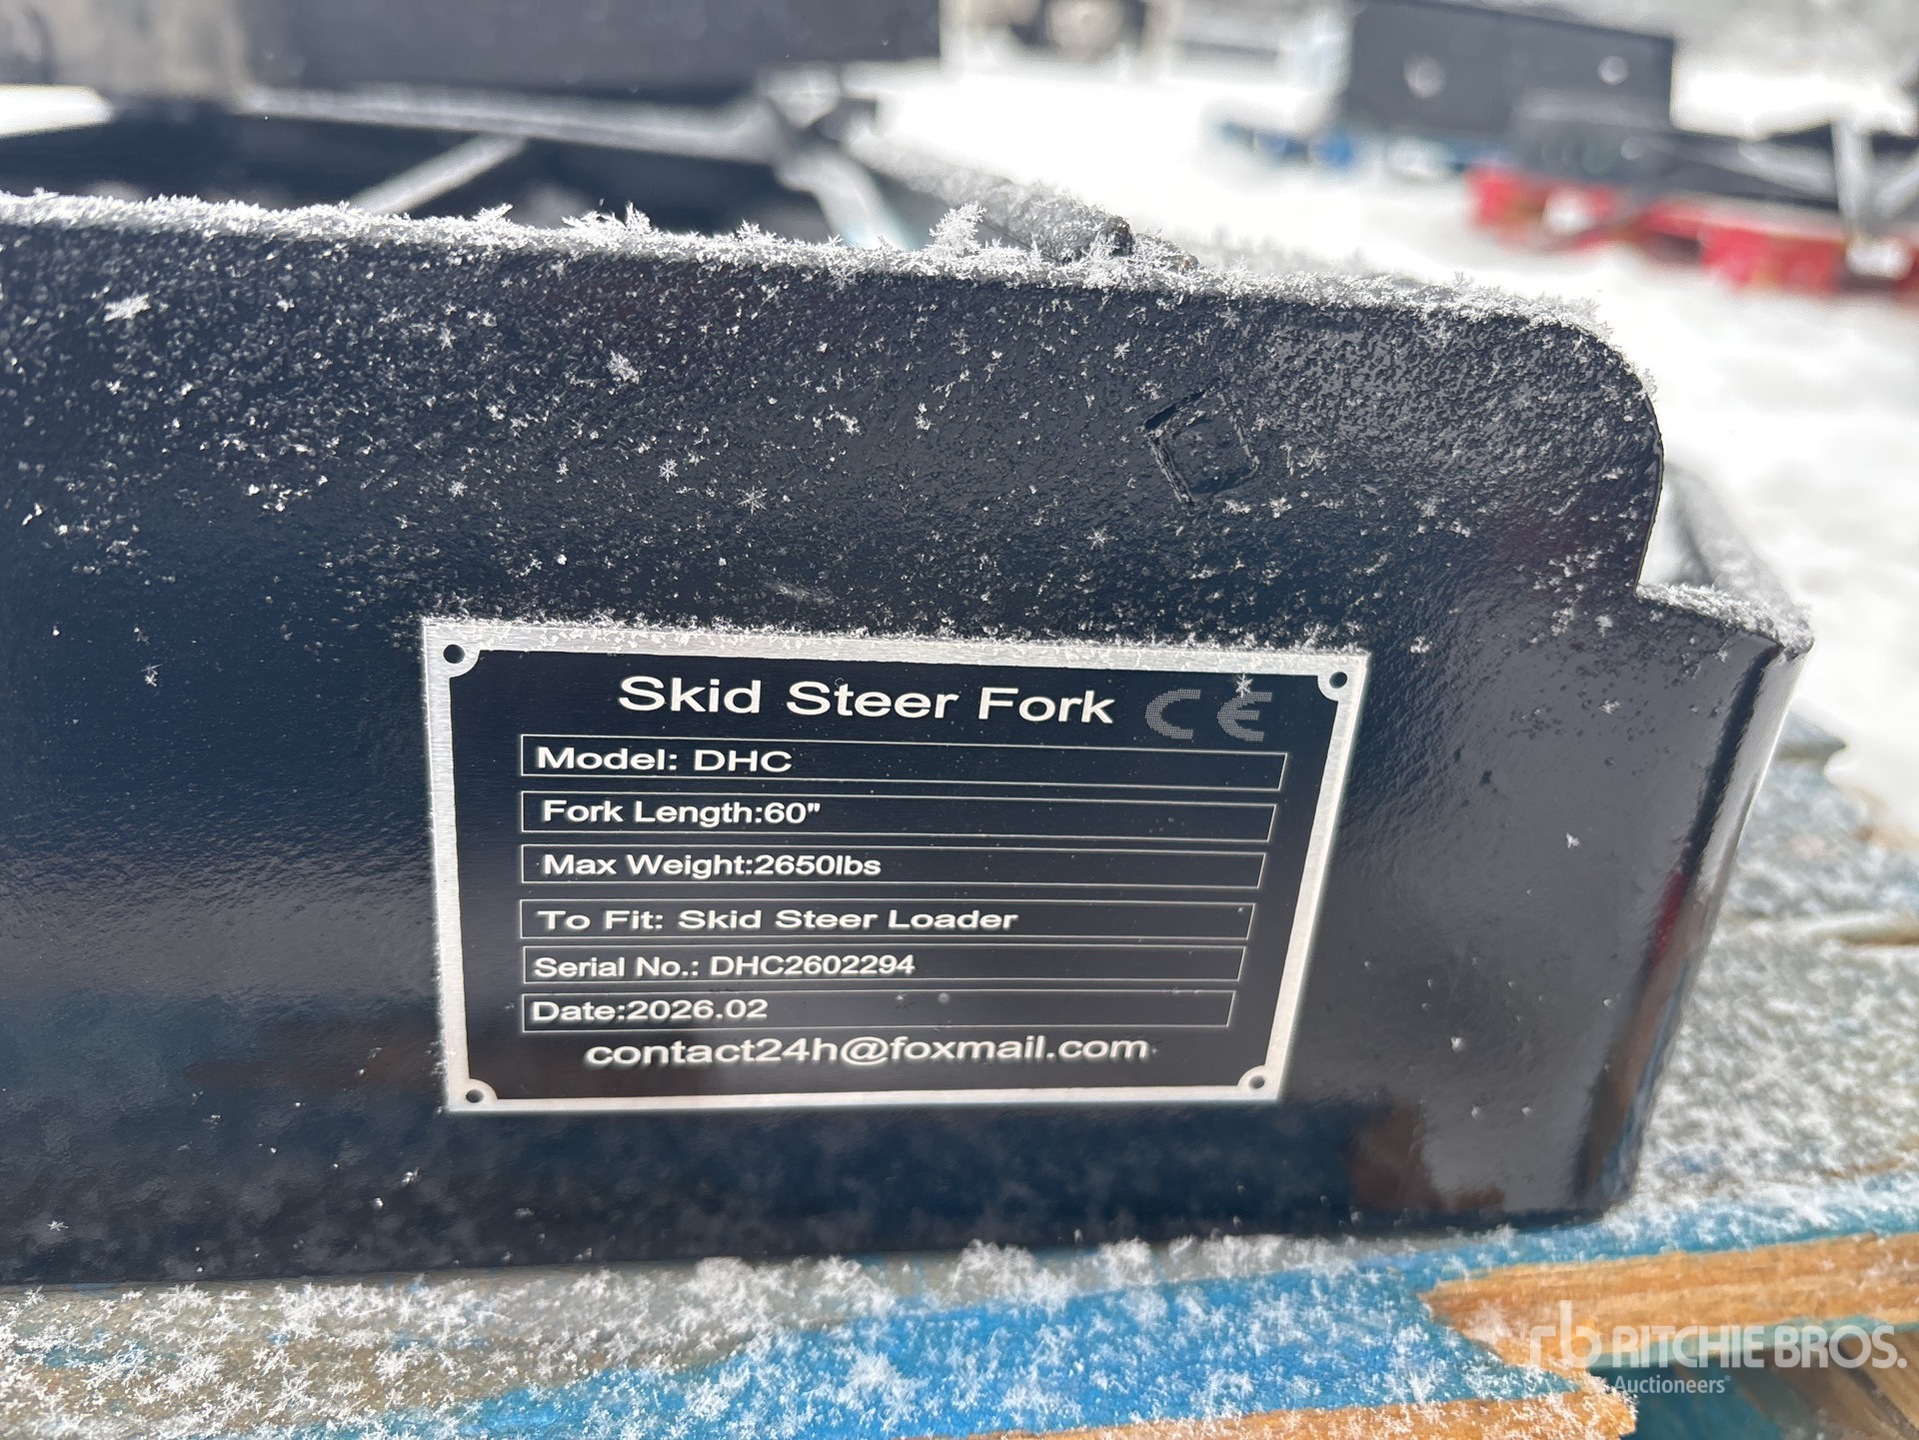 Skid Steer Fork CE
Model: DHC
Fork Length:60"
Max Weight:2650lbs
To Fit: Skid Steer Loader
Serial No.: DHC2602294
Date:2026.02
contact24h@foxmail.com
rb RITCHIE BROS.
Auctioneers